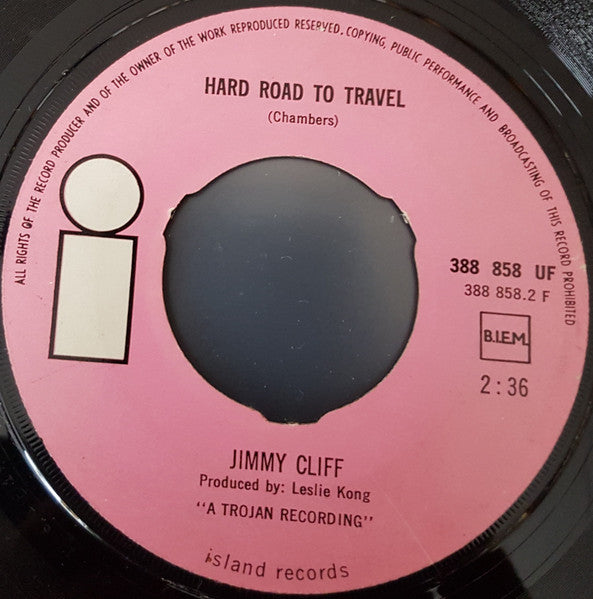 ALL RIGHTS OF THE RECORD PRODUCER AND OF THE OWNER OF THE WORK REPRODUCED RESERVED. COPYING, PUBLIC PERFORMANCE AND BROADCASTING OF THIS RECORD PROHIBITED
HARD ROAD TO TRAVEL
(Chambers)
i
388 858 UF
388 858.2 F
B.I.E.M.
2:36
JIMMY CLIFF
Produced by: Leslie Kong
"A TROJAN RECORDING"
island records